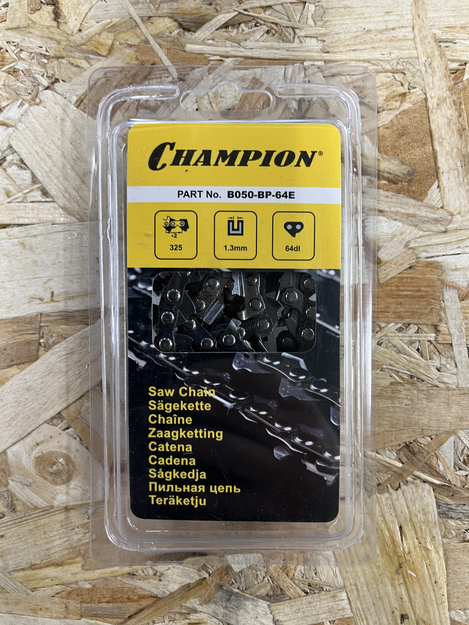 CHAMPION®
PART No. B050-BP-64E
÷2
325
1.3mm
64dl
Saw Chain
Sägekette
Chaîne
Zaagketting
Catena
Cadena
Sågkedja
Пильная цепь
Teräketju